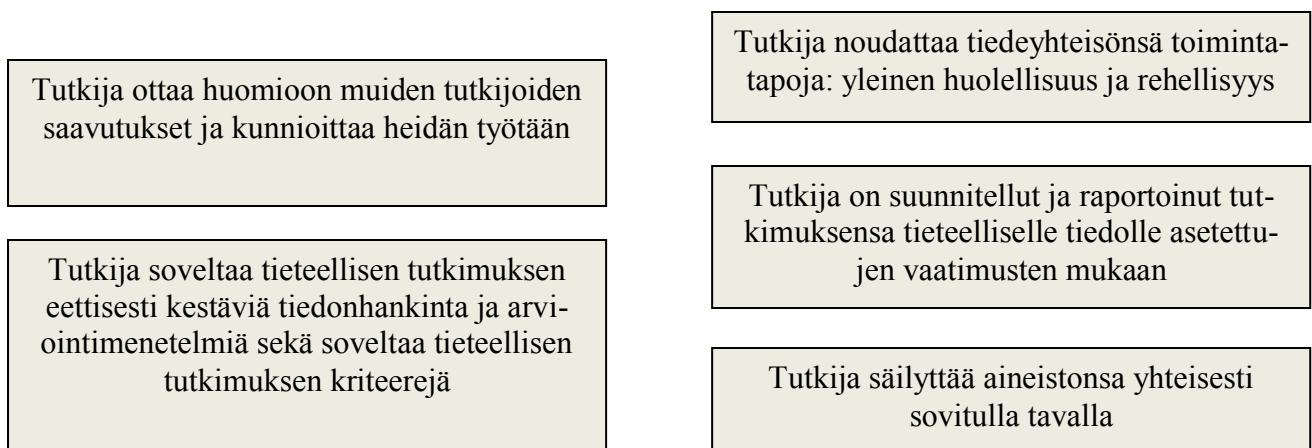 Tutkija ottaa huomioon muiden tutkijoiden
saavutukset ja kunnioittaa heidän työtään
Tutkija soveltaa tieteellisen tutkimuksen
eettisesti kestäviä tiedonhankinta ja arvi-
ointimenetelmiä sekä soveltaa tieteellisen
tutkimuksen kriteerejä
Tutkija noudattaa tiedeyhteisönsä toiminta-
tapoja: yleinen huolellisuus ja rehellisyys
Tutkija on suunnitellut ja raportoinut tut-
kimuksensa tieteelliselle tiedolle asetettu-
jen vaatimusten mukaan
Tutkija säilyttää aineistonsa yhteisesti
sovitulla tavalla